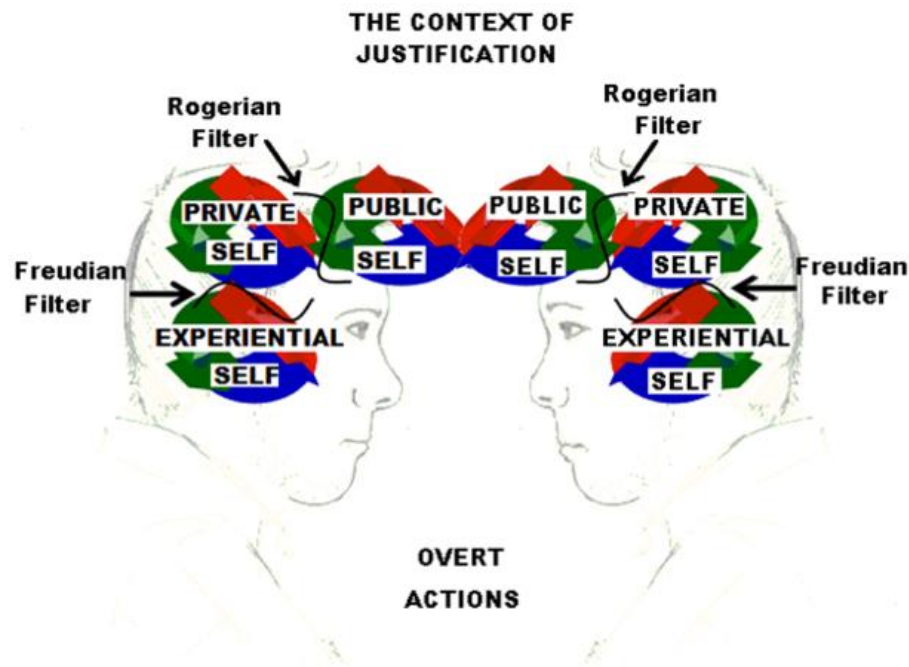 THE CONTEXT OF
JUSTIFICATION
Rogerian
Filter
Rogerian
Filter
PRIVATE
SELF
PUBLIC
SELF
PUBLIC
SELF
PRIVATE
SELF
Freudian
Filter
Freudian
Filter
EXPERIENTIAL
SELF
EXPERIENTIAL
SELF
OVERT
ACTIONS